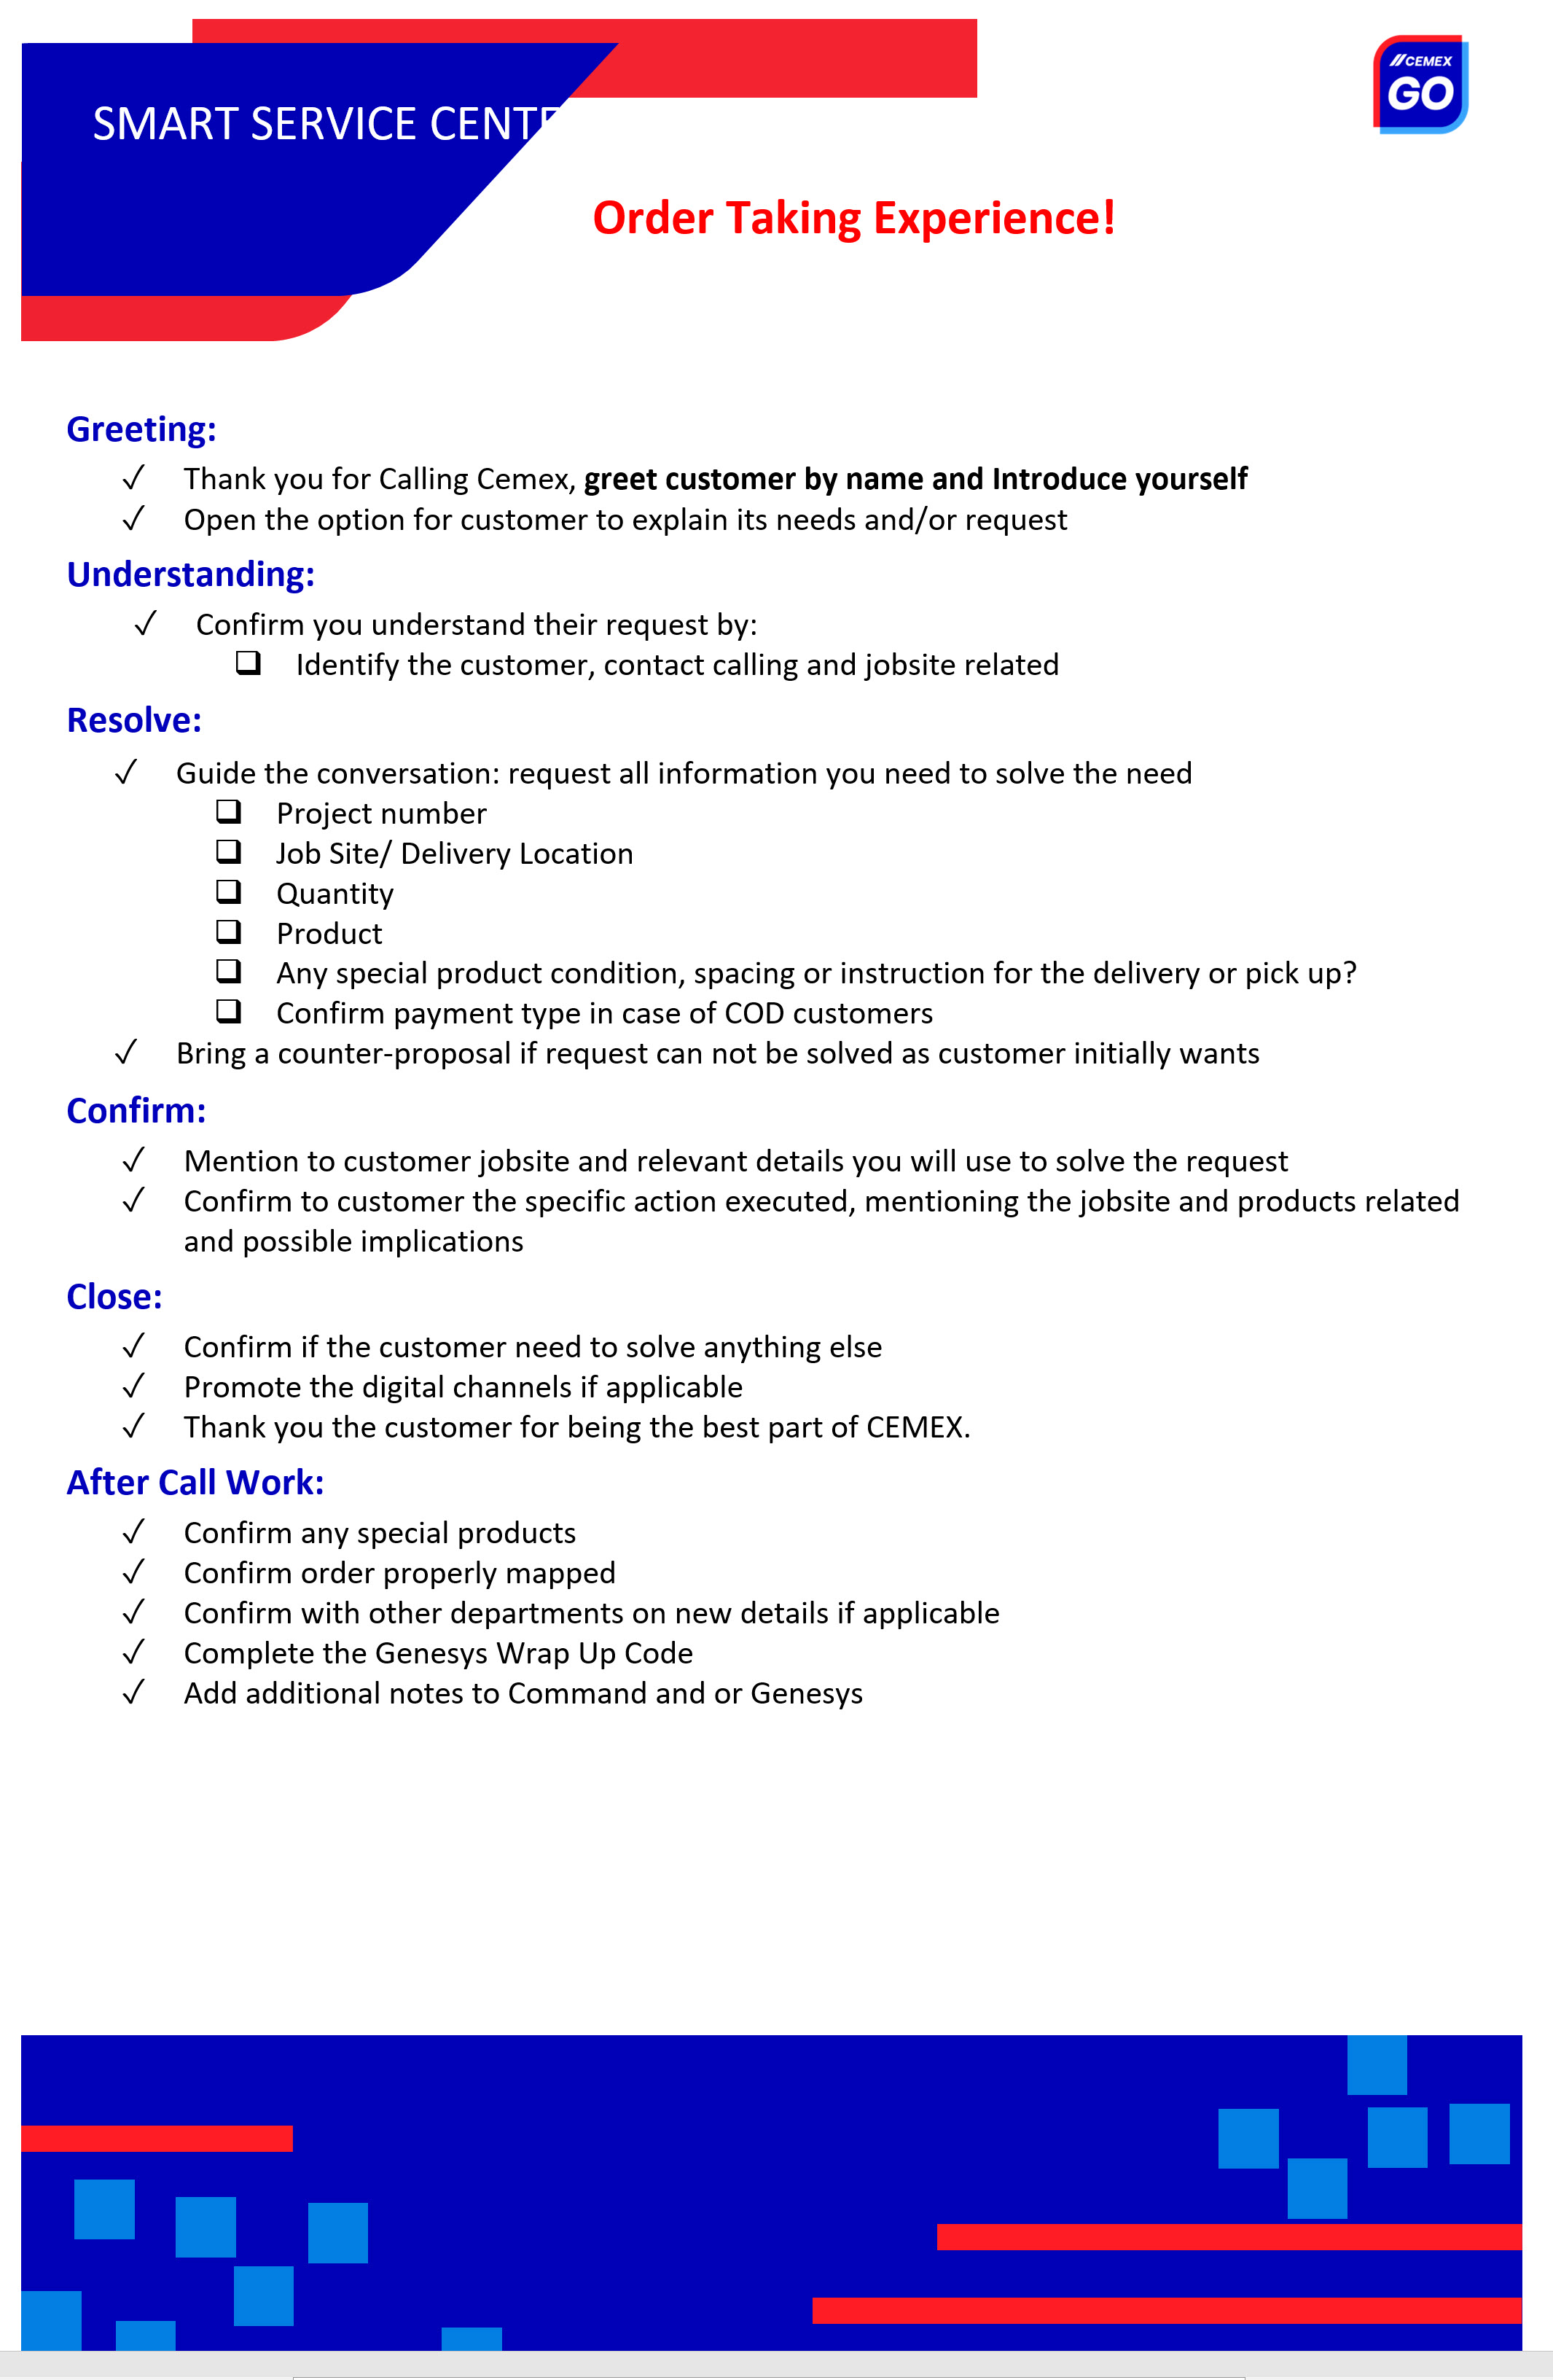 SMART SERVICE CENTE
//CEMEX
GO
Order Taking Experience!
Greeting:
✓ Thank you for Calling Cemex, greet customer by name and Introduce yourself
✓ Open the option for customer to explain its needs and/or request
Understanding:
✓ Confirm you understand their request by:
❑ Identify the customer, contact calling and jobsite related
Resolve:
✓ Guide the conversation: request all information you need to solve the need
❑ Project number
❑ Job Site/ Delivery Location
❑ Quantity
❑ Product
❑ Any special product condition, spacing or instruction for the delivery or pick up?
❑ Confirm payment type in case of COD customers
✓ Bring a counter-proposal if request can not be solved as customer initially wants
Confirm:
✓ Mention to customer jobsite and relevant details you will use to solve the request
✓ Confirm to customer the specific action executed, mentioning the jobsite and products related
and possible implications
Close:
✓ Confirm if the customer need to solve anything else
✓ Promote the digital channels if applicable
✓ Thank you the customer for being the best part of CEMEX.
After Call Work:
✓ Confirm any special products
✓ Confirm order properly mapped
✓ Confirm with other departments on new details if applicable
✓ Complete the Genesys Wrap Up Code
✓ Add additional notes to Command and or Genesys